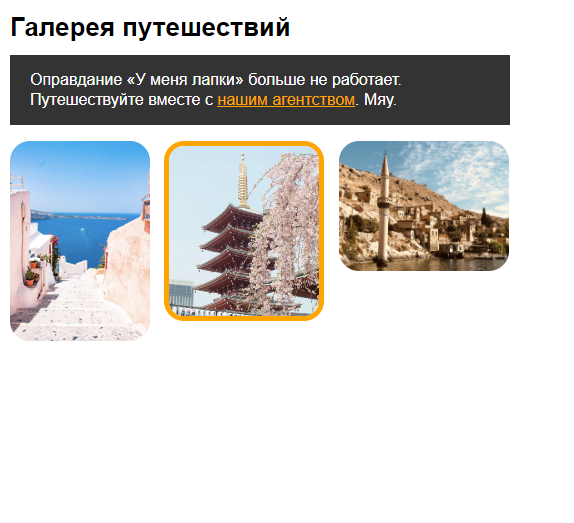 Галерея путешествий
Оправдание «У меня лапки» больше не работает.
Путешествуйте вместе с нашим агентством. Мяу.